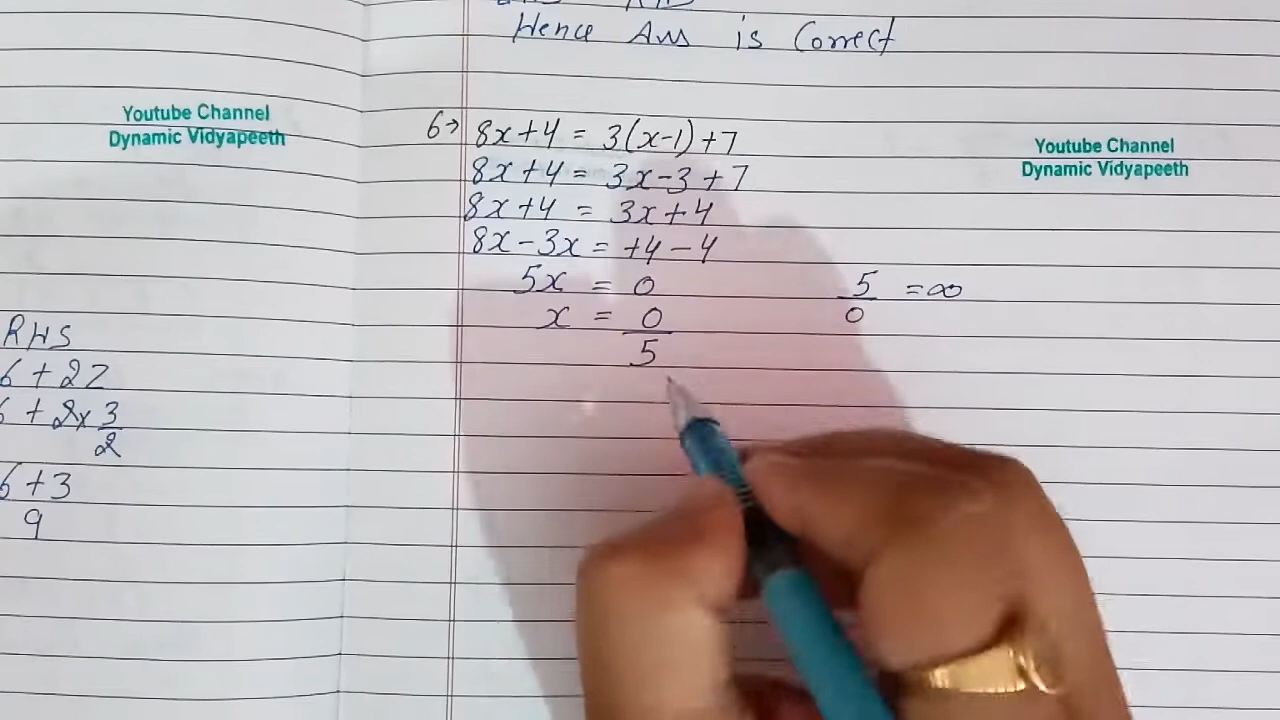 Hence Ans is Correct
Youtube Channel
Dynamic Vidyapeeth
Youtube Channel
Dynamic Vidyapeeth
6→ 8x+4 = 3(x-1)+7
8x+4 = 3x-3+7
8x+4 = 3x+4
8x-3x = +4-4
5x = 0
x = 0/5
5/0 = ∞
RHS
6+2z
6+2x 3/2
6+3
9